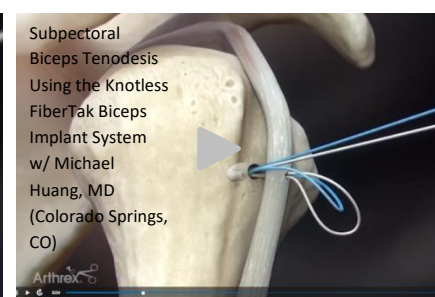 Subpectoral
Biceps Tenodesis
Using the Knotless
FiberTak Biceps
Implant System
w/ Michael
Huang, MD
(Colorado Springs,
CO)
Arthrex